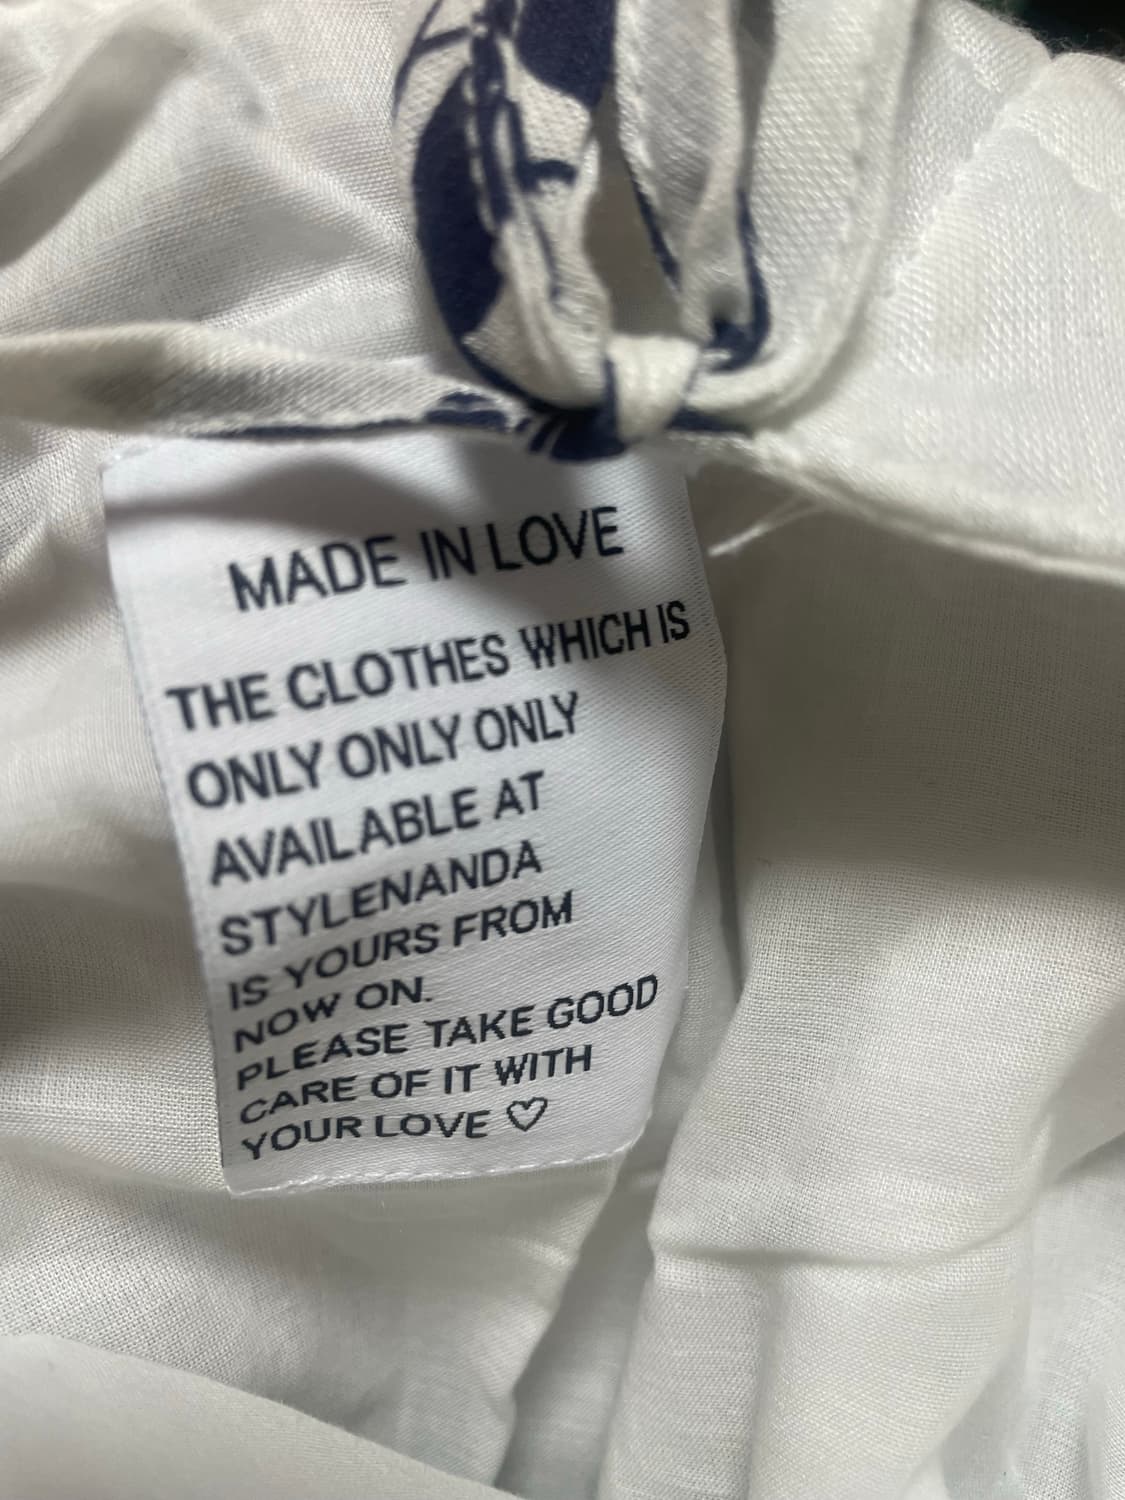 MADE IN LOVE
THE CLOTHES WHICH IS
ONLY ONLY ONLY
AVAILABLE AT
STYLENANDA
IS YOURS FROM
NOW ON.
PLEASE TAKE GOOD
CARE OF IT WITH
YOUR LOVE ♡